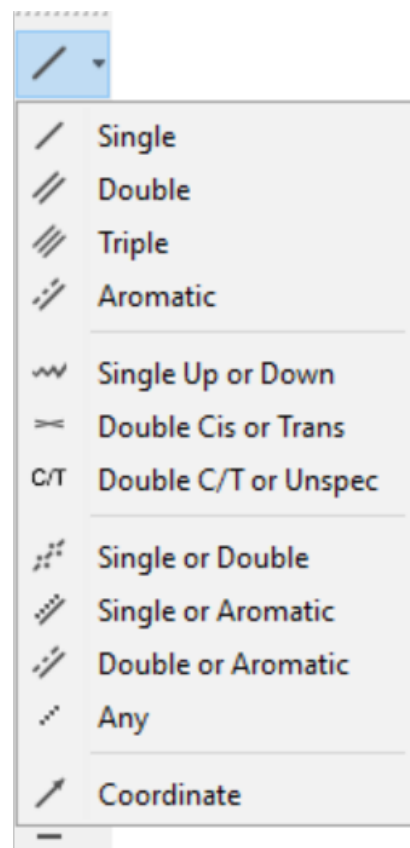 Single
Double
Triple
Aromatic
Single Up or Down
Double Cis or Trans
C/T Double C/T or Unspec
Single or Double
Single or Aromatic
Double or Aromatic
Any
Coordinate